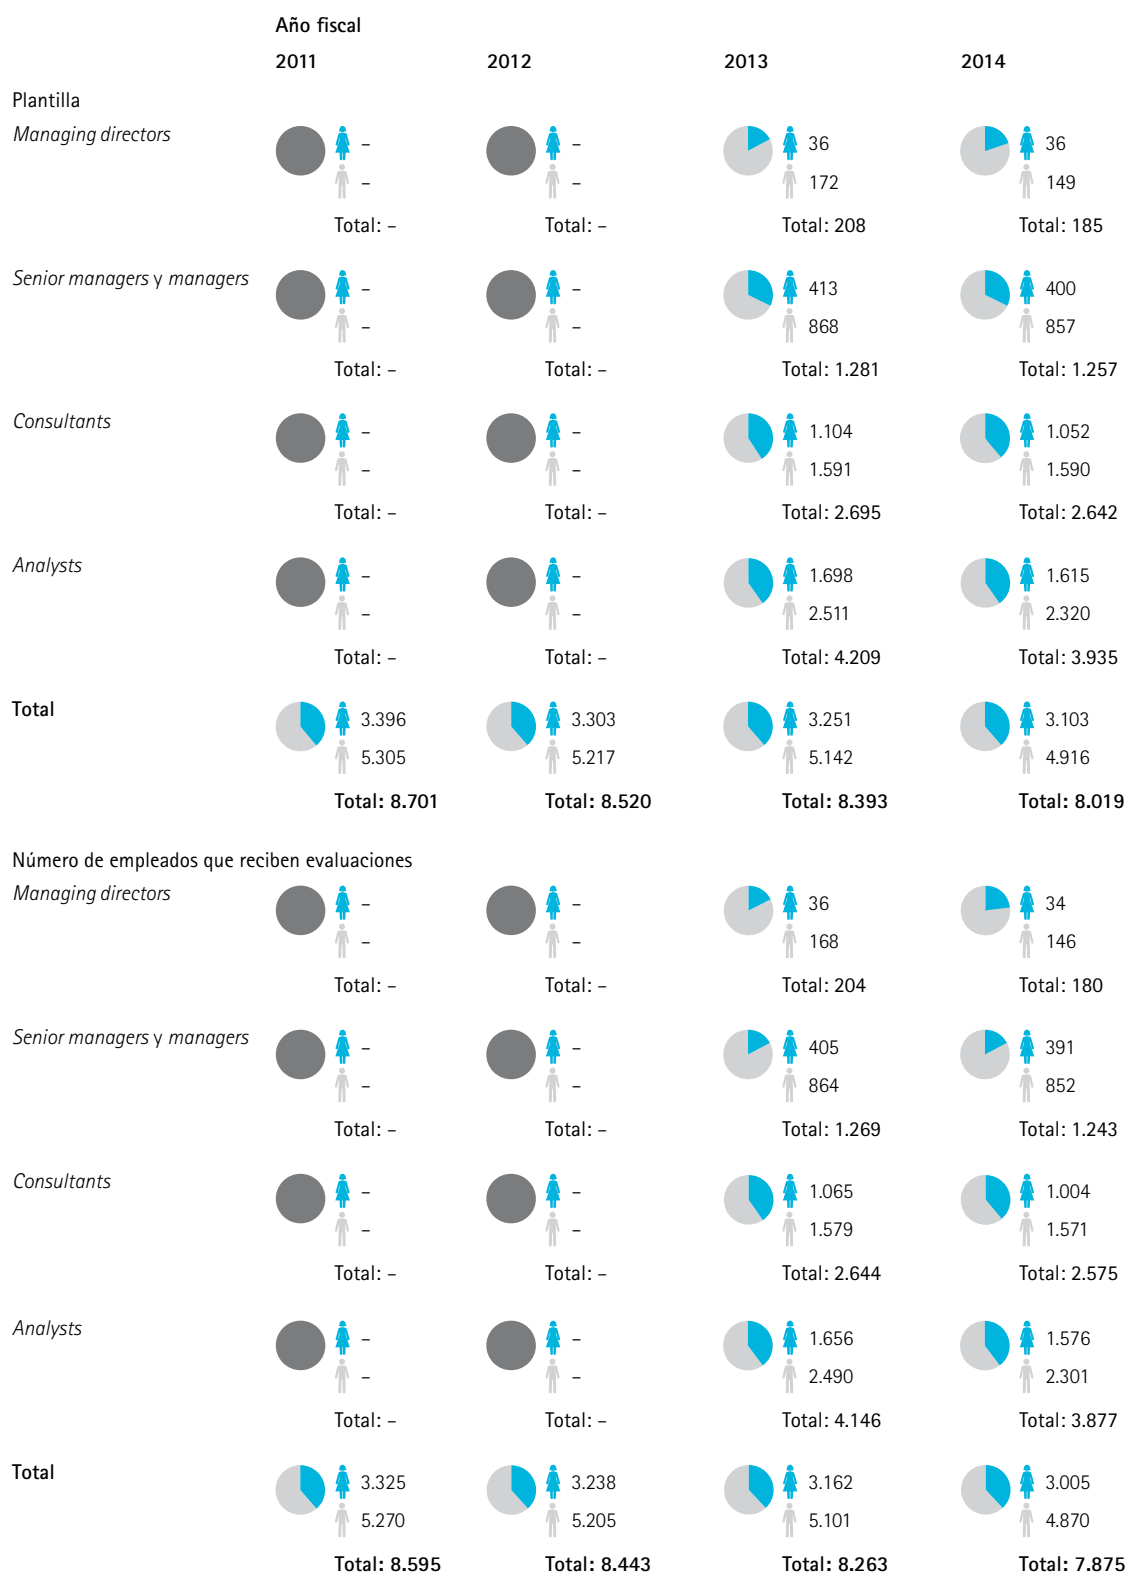 Año fiscal
2011 2012 2013 2014
Plantilla
Managing directors – – 36 36
– – 172 149
Total: – Total: – Total: 208 Total: 185
Senior managers y managers – – 413 400
– – 868 857
Total: – Total: – Total: 1.281 Total: 1.257
Consultants – – 1.104 1.052
– – 1.591 1.590
Total: – Total: – Total: 2.695 Total: 2.642
Analysts – – 1.698 1.615
– – 2.511 2.320
Total: – Total: – Total: 4.209 Total: 3.935
Total 3.396 3.303 3.251 3.103
5.305 5.217 5.142 4.916
Total: 8.701 Total: 8.520 Total: 8.393 Total: 8.019
Número de empleados que reciben evaluaciones
Managing directors – – 36 34
– – 168 146
Total: – Total: – Total: 204 Total: 180
Senior managers y managers – – 405 391
– – 864 852
Total: – Total: – Total: 1.269 Total: 1.243
Consultants – – 1.065 1.004
– – 1.579 1.571
Total: – Total: – Total: 2.644 Total: 2.575
Analysts – – 1.656 1.576
– – 2.490 2.301
Total: – Total: – Total: 4.146 Total: 3.877
Total 3.325 3.238 3.162 3.005
5.270 5.205 5.101 4.870
Total: 8.595 Total: 8.443 Total: 8.263 Total: 7.875